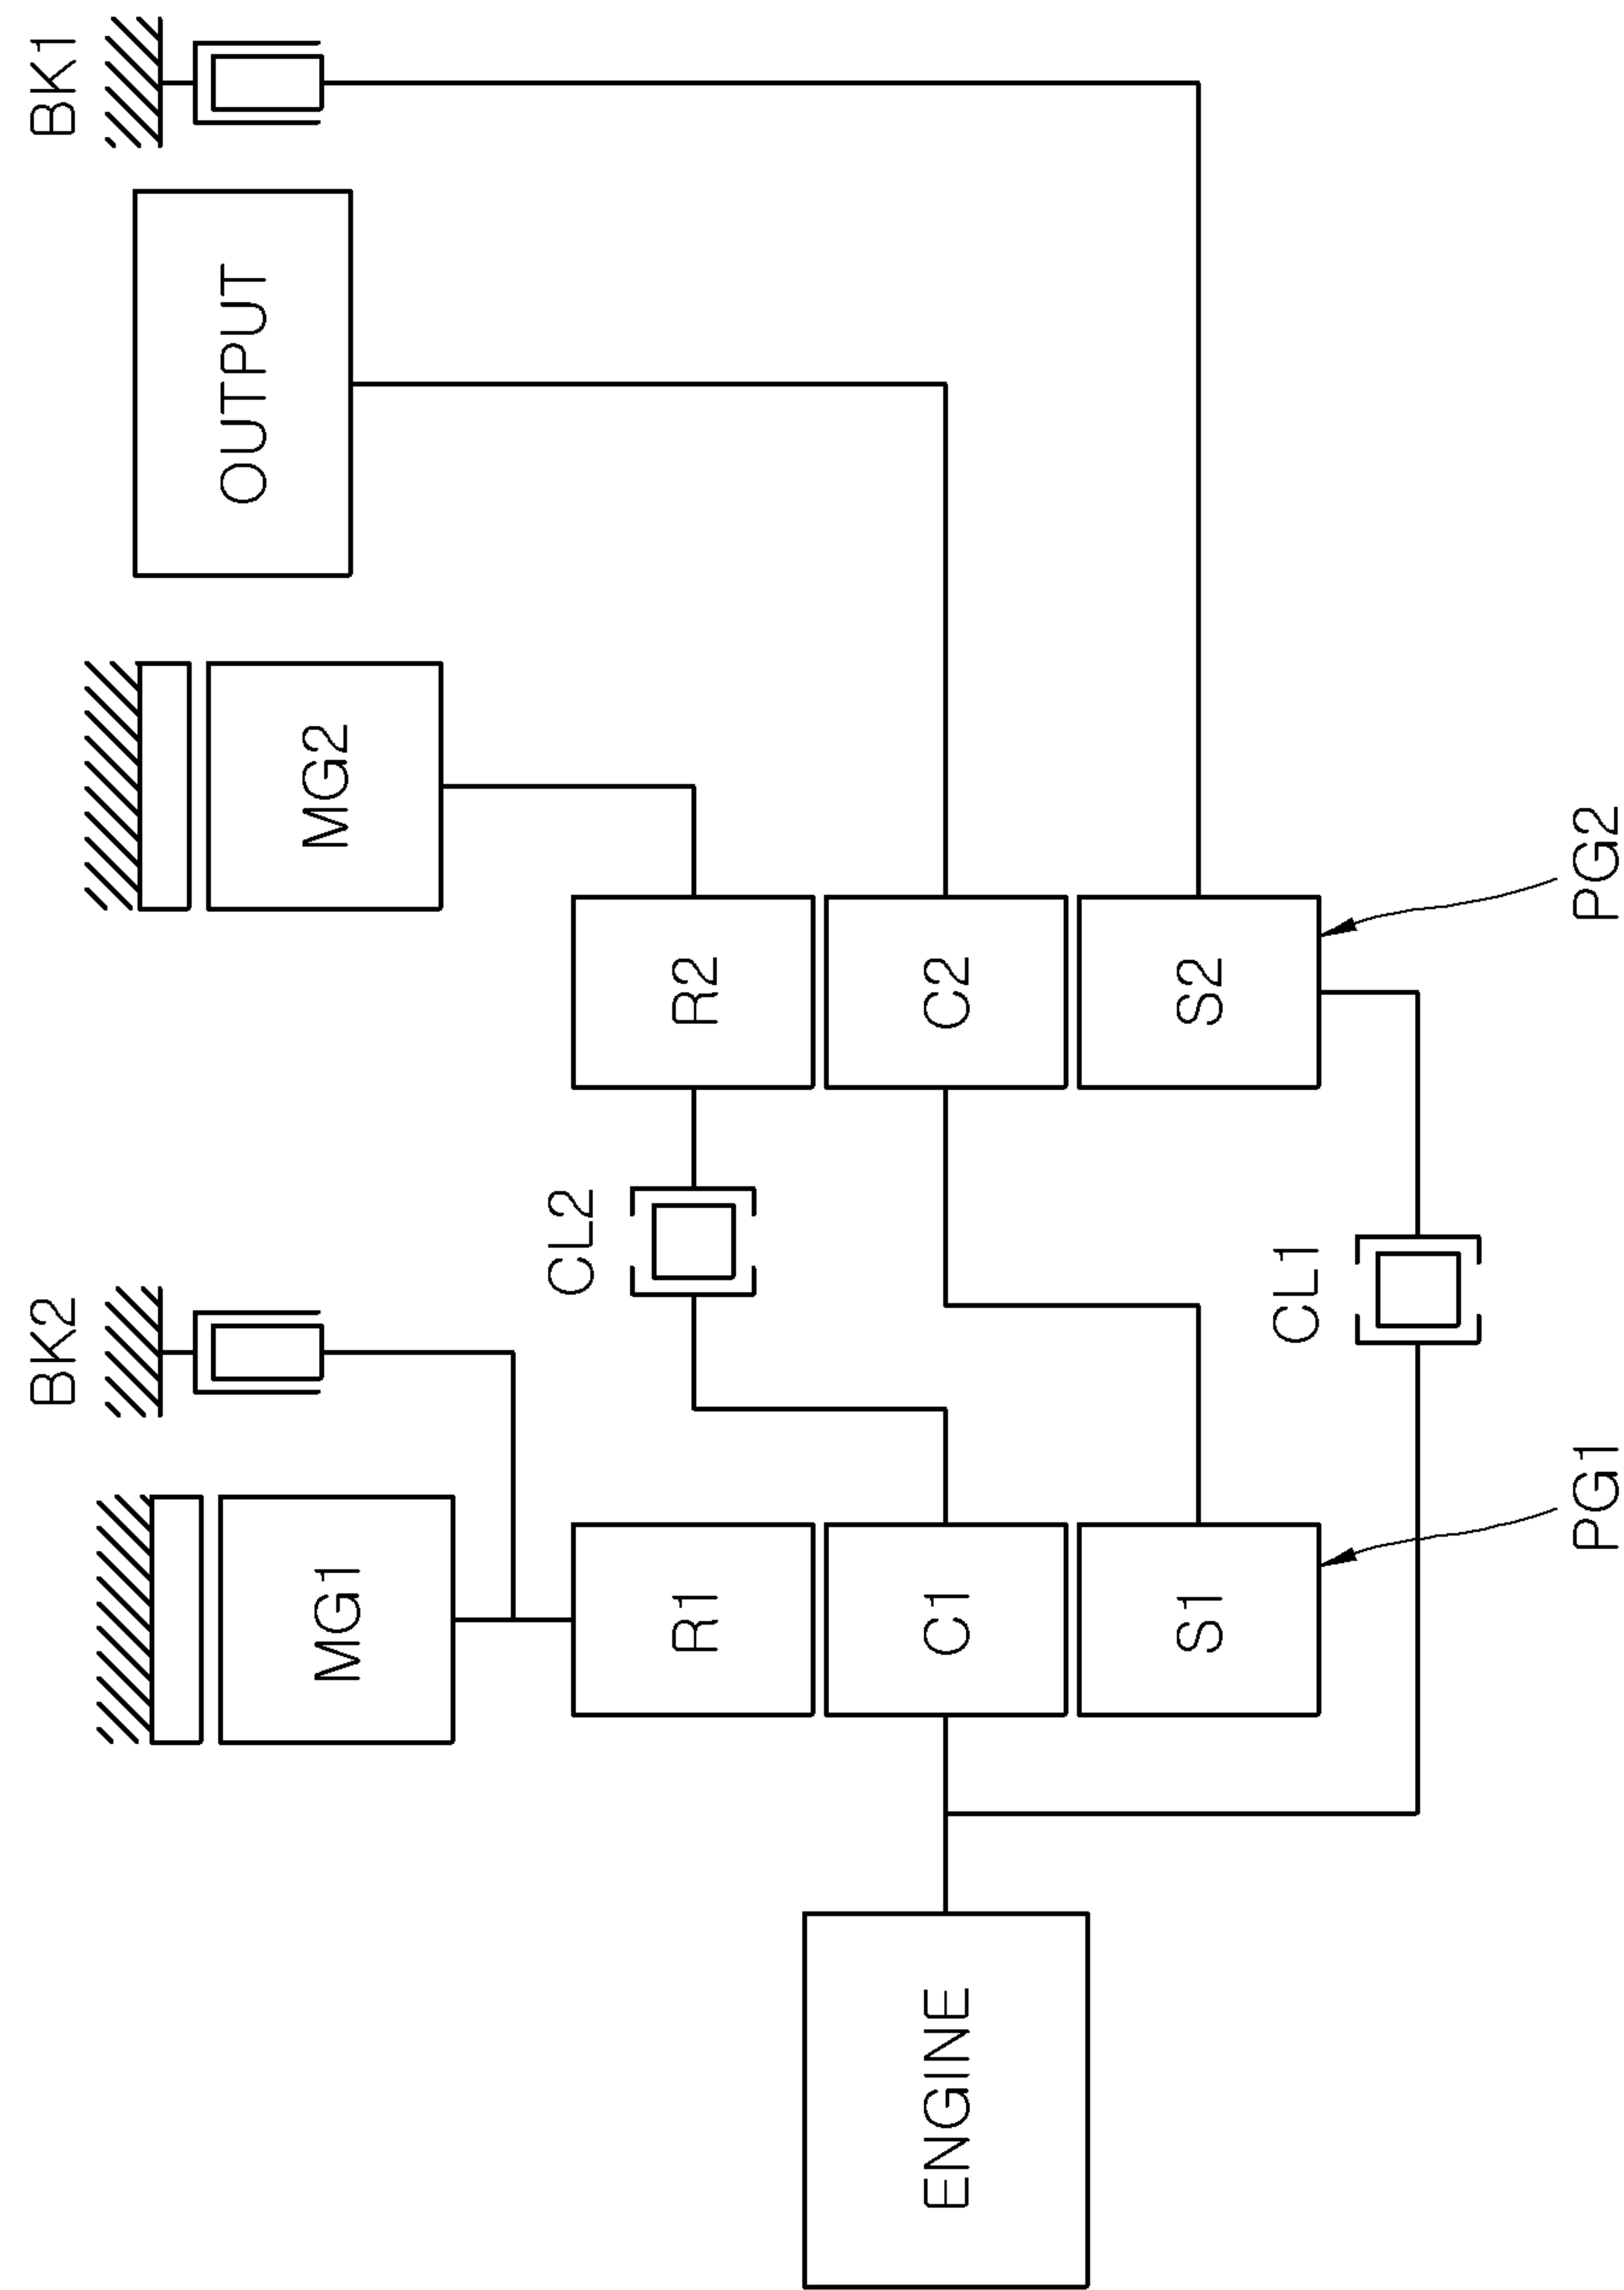 BK2
BK1
MG1
MG2
OUTPUT
CL2
R1
R2
ENGINE
C1
C2
S1
S2
CL1
PG1
PG2